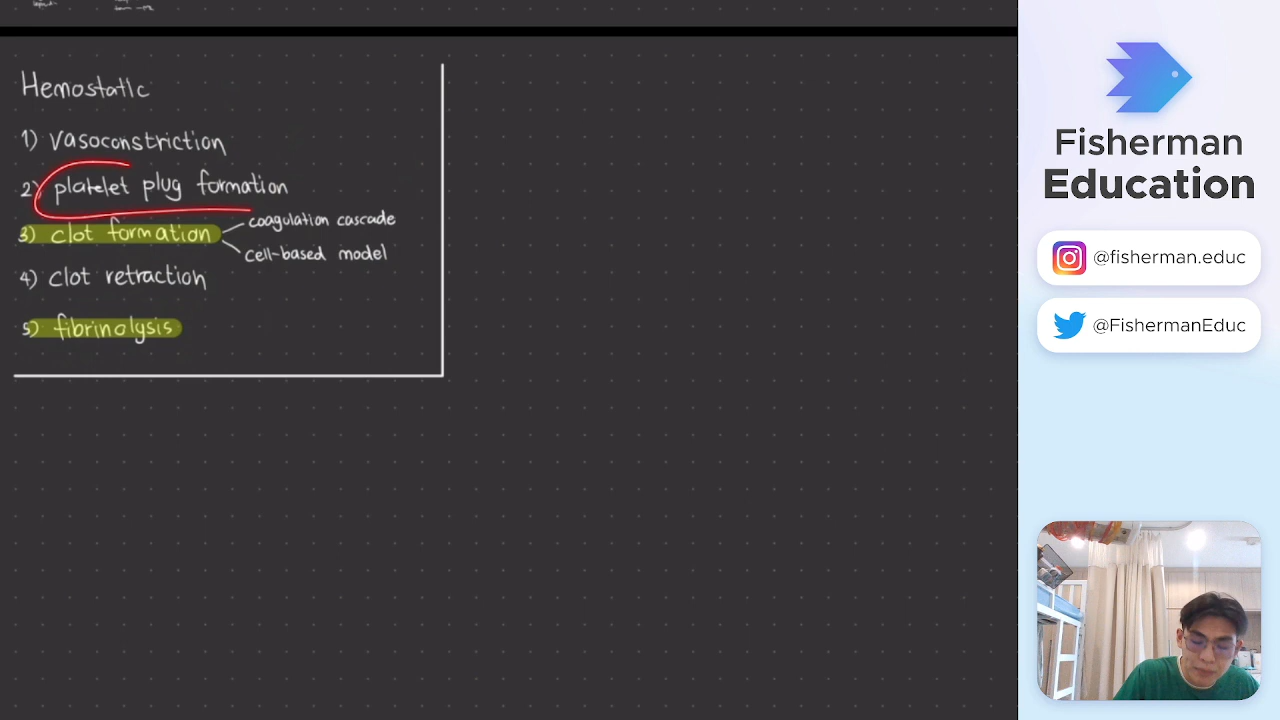 Hemostatic
1) vasoconstriction
2) platelet plug formation
3) clot formation
coagulation cascade
cell-based model
4) clot retraction
5) fibrinolysis
Fisherman
Education
@fisherman.educ
@FishermanEduc